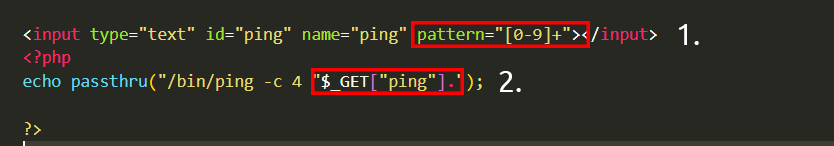 <input type="text" id="ping" name="ping" pattern="[0-9]+"></input> 1.
<?php
echo passthru("/bin/ping -c 4 "$_GET["ping"].'); 2.
?>